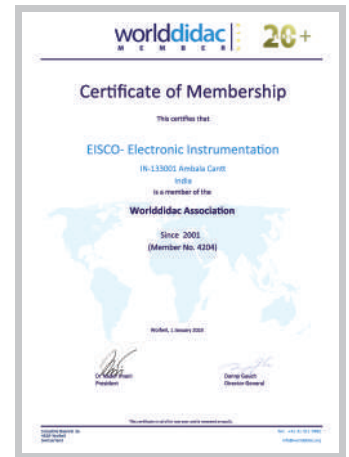 worlddidac
MEMBER
20+
Certificate of Membership
This certifies that
EISCO- Electronic Instrumentation
IN-133001 Ambala Cantt
India
is a member of the
Worlddidac Association
Since 2001
(Member No. 4204)
President
Director General
Switzerland